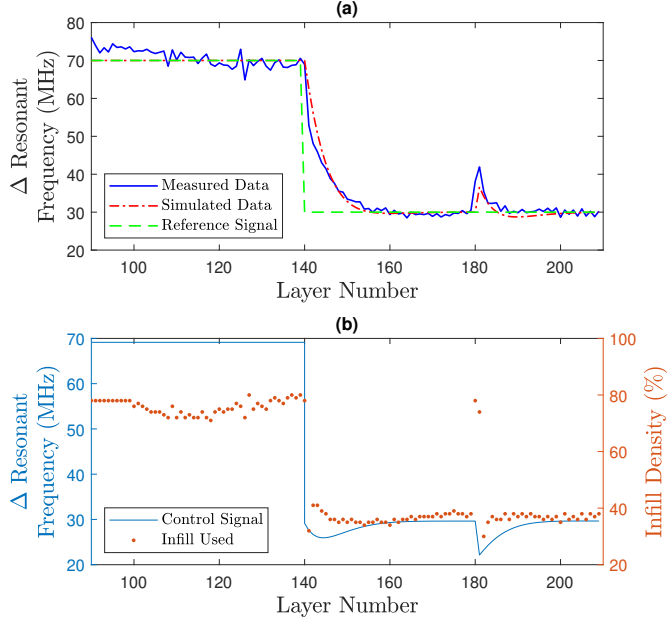 (a)
80
70
60
50
40
30
20
Δ Resonant
Frequency (MHz)
Measured Data
Simulated Data
Reference Signal
100 120 140 160 180 200
Layer Number
(b)
70
60
50
40
30
20
Δ Resonant
Frequency (MHz)
100
80
60
40
20
Infill Density (%)
Control Signal
Infill Used
100 120 140 160 180 200
Layer Number